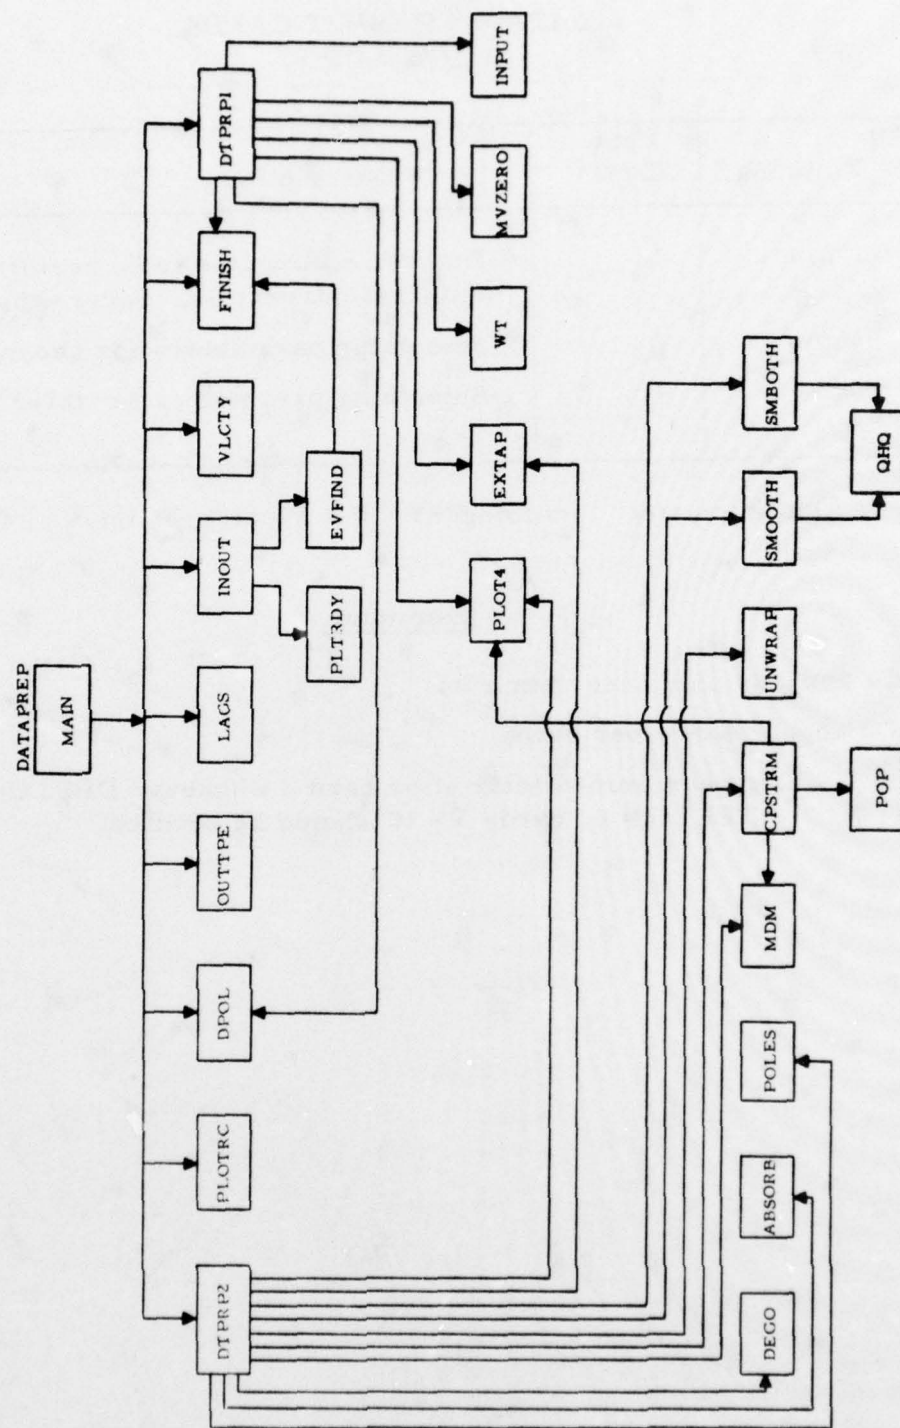 DATAPREP
MAIN
DTPRP2
PLOTRC
DPOL
OUTTPE
LAGS
INOUT
VLCTY
FINISH
DTPRP1
PLTRDY
EVFIND
PLOT4
EXTAP
WT
MVZERO
INPUT
DEGO
ABSORB
POLES
MDM
CPSTRM
UNWRAP
SMOOTH
SMBOTH
POP
QHQ